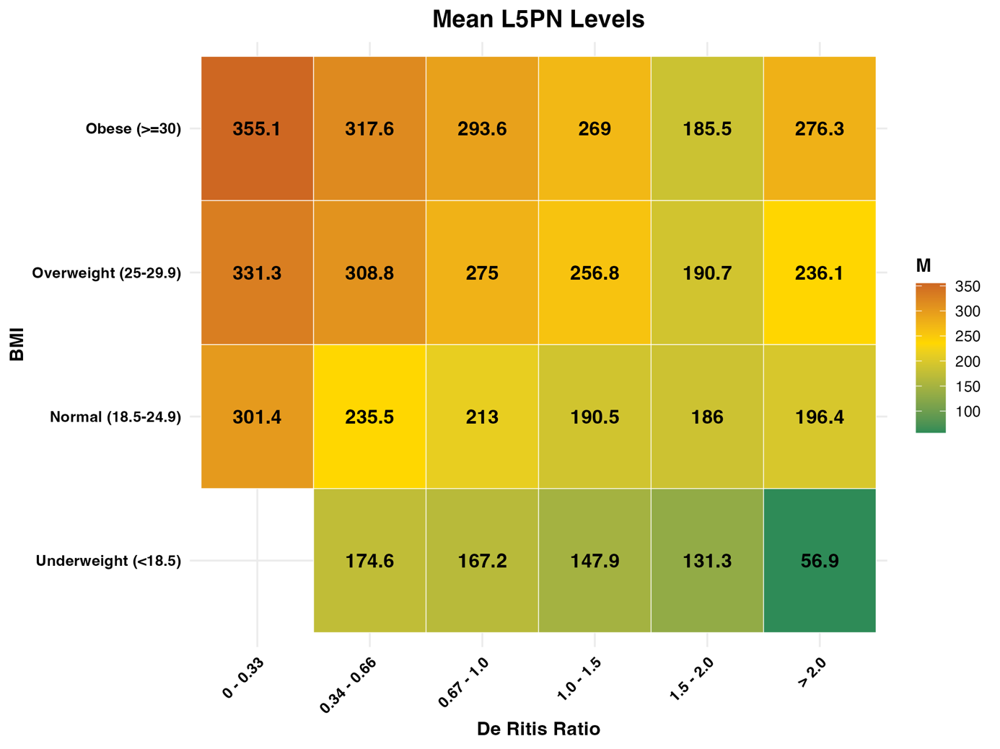 Mean L5PN Levels
Obese (>=30) 355.1 317.6 293.6 269 185.5 276.3
Overweight (25-29.9) 331.3 308.8 275 256.8 190.7 236.1
Normal (18.5-24.9) 301.4 235.5 213 190.5 186 196.4
Underweight (<18.5) 174.6 167.2 147.9 131.3 56.9
BMI
0 - 0.33 0.34 - 0.66 0.67 - 1.0 1.0 - 1.5 1.5 - 2.0 > 2.0
De Ritis Ratio
M
350
300
250
200
150
100